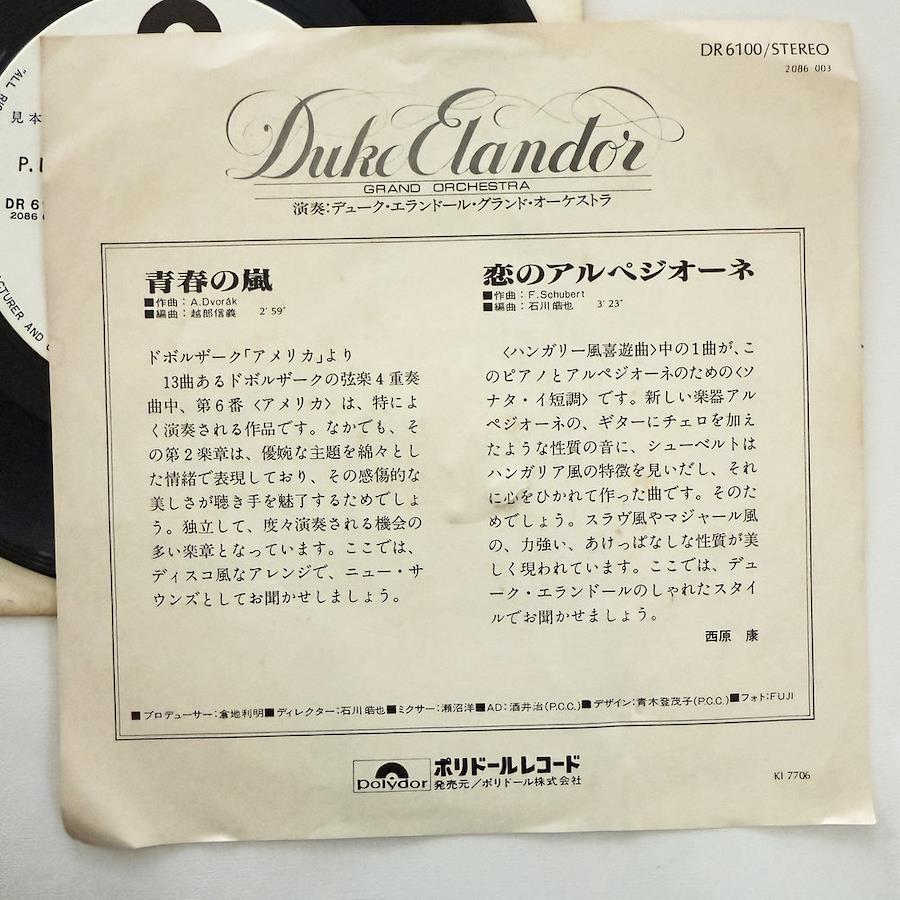 DR 6100/STEREO
2086 003
Duke Elandor
GRAND ORCHESTRA
演奏:デューク・エランドール・グランド・オーケストラ
青春の嵐
■作曲:A.Dvorák
■編曲:越部信義 2'59"
ドボルザーク「アメリカ」より
13曲あるドボルザークの弦楽4重奏
曲中、第6番〈アメリカ〉は、特によ
く演奏される作品です。なかでも、そ
の第2楽章は、優婉な主題を綿々とし
た情緒で表現しており、その感傷的な
美しさが聴き手を魅了するためでしょ
う。独立して、度々演奏される機会の
多い楽章となっています。ここでは、
ディスコ風なアレンジで、ニュー・サ
ウンズとしてお聞かせしましょう。
恋のアルペジオーネ
■作曲:F.Schubert
■編曲:石川皓也 3'23"
〈ハンガリー風喜遊曲〉中の1曲が、こ
のピアノとアルペジオーネのための〈ソ
ナタ・イ短調〉です。新しい楽器アル
ペジオーネの、ギターにチェロを加え
たような性質の音に、シューベルトは
ハンガリア風の特徴を見いだし、それ
に心をひかれて作った曲です。そのた
めでしょう。スラヴ風やマジャール風
の、力強い、あけっぱなしな性質が美
しく現われています。ここでは、デュ
ーク・エランドールのしゃれたスタイ
ルでお聞かせしましょう。
西原 康
■プロデューサー:倉地利明■ディレクター:石川皓也■ミクサー:瀬沼洋■AD:酒井治(P.C.C.)■デザイン:青木登茂子(P.C.C.)■フォト:FUJI
polydor
ポリドールレコード
発売元/ポリドール株式会社
KI 7706
"ALL RIG
見本
P.
DR 6
2086
CTURER AND